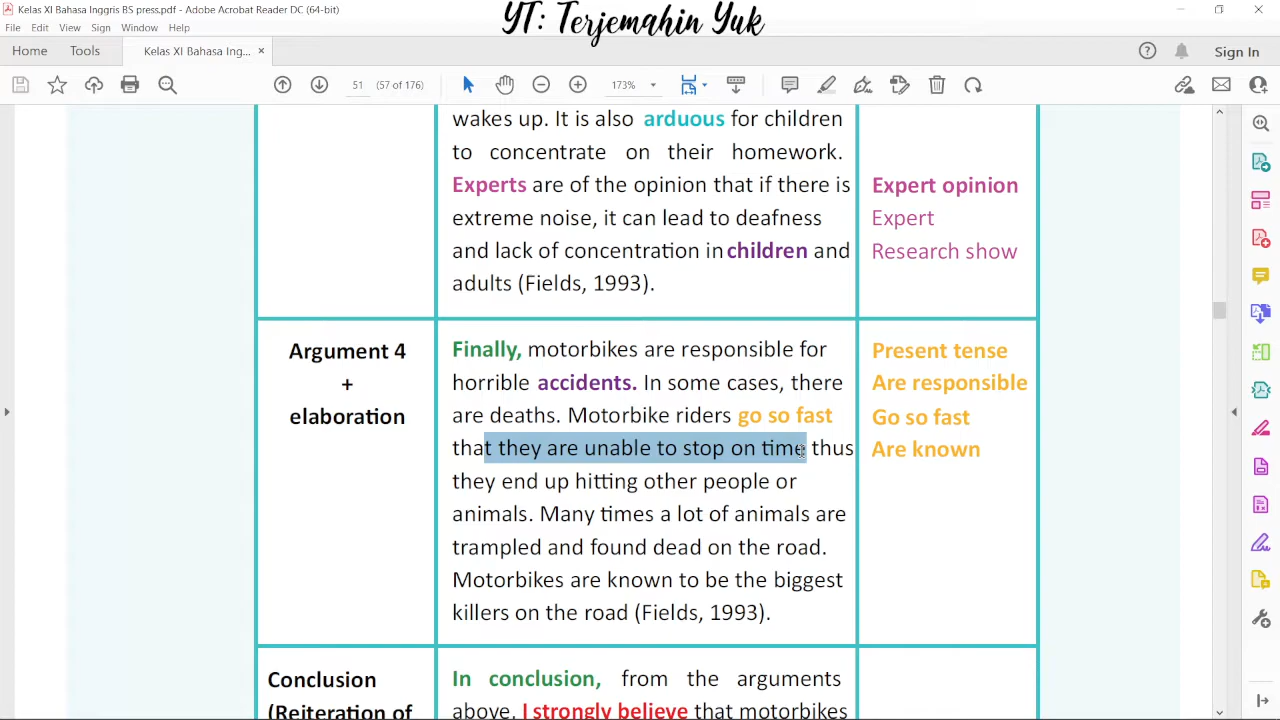 Kelas XI Bahasa Inggris BS press.pdf - Adobe Acrobat Reader DC (64-bit)
YT: Terjemahin Yuk
File Edit View Sign Window Help
Home Tools Kelas XI Bahasa Ing... × Sign In
51 (57 of 176) 173%
wakes up. It is also arduous for children
to concentrate on their homework.
Experts are of the opinion that if there is
extreme noise, it can lead to deafness
and lack of concentration in children and
adults (Fields, 1993).
Expert opinion
Expert
Research show
Argument 4
+
elaboration
Finally, motorbikes are responsible for
horrible accidents. In some cases, there
are deaths. Motorbike riders go so fast
that they are unable to stop on time thus
they end up hitting other people or
animals. Many times a lot of animals are
trampled and found dead on the road.
Motorbikes are known to be the biggest
killers on the road (Fields, 1993).
Present tense
Are responsible
Go so fast
Are known
Conclusion
(Reiteration of
In conclusion, from the arguments
above, I strongly believe that motorbikes